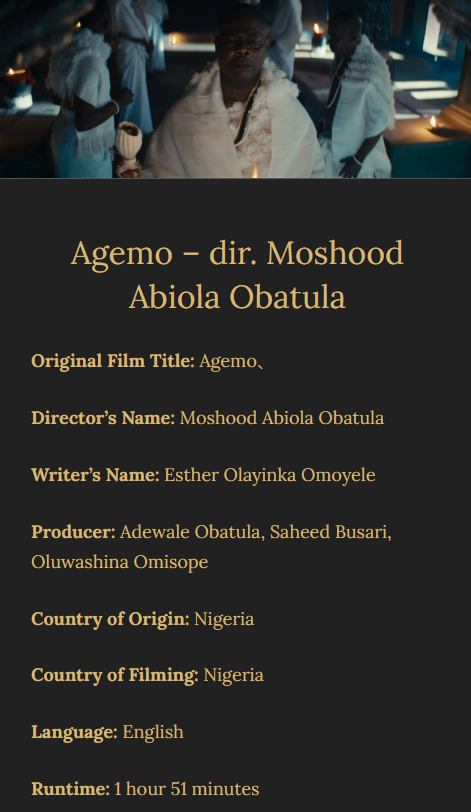 Agemo – dir. Moshood
Abiola Obatula
Original Film Title: Agemo、
Director’s Name: Moshood Abiola Obatula
Writer’s Name: Esther Olayinka Omoyele
Producer: Adewale Obatula, Saheed Busari,
Oluwashina Omisope
Country of Origin: Nigeria
Country of Filming: Nigeria
Language: English
Runtime: 1 hour 51 minutes